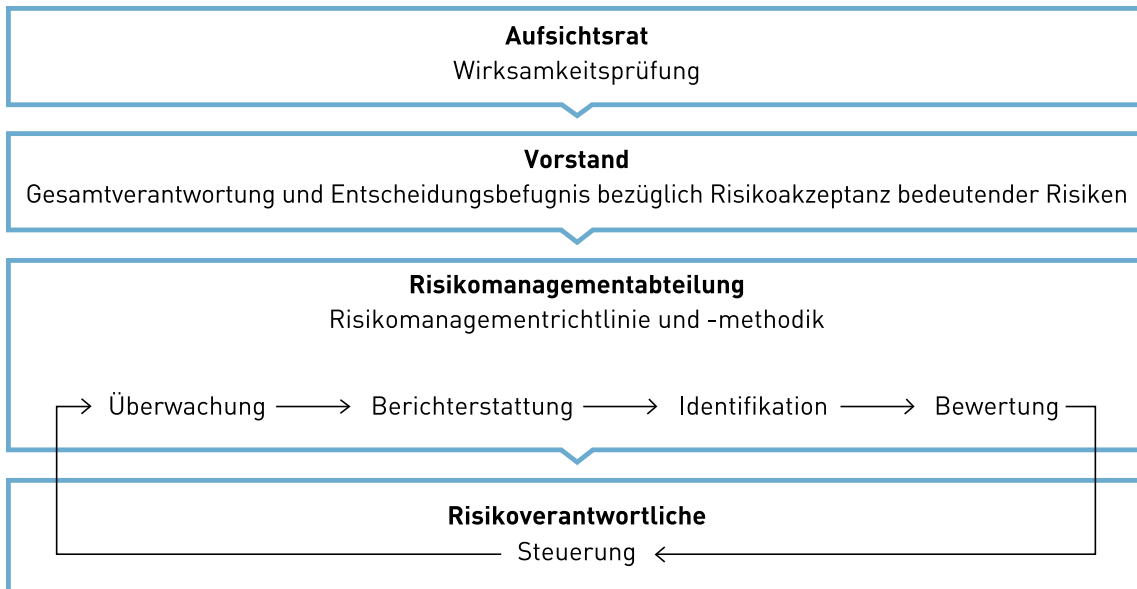 Aufsichtsrat
Wirksamkeitsprüfung
Vorstand
Gesamtverantwortung und Entscheidungsbefugnis bezüglich Risikoakzeptanz bedeutender Risiken
Risikomanagementabteilung
Risikomanagementrichtlinie und -methodik
Überwachung Berichterstattung Identifikation Bewertung
Risikoverantwortliche
Steuerung